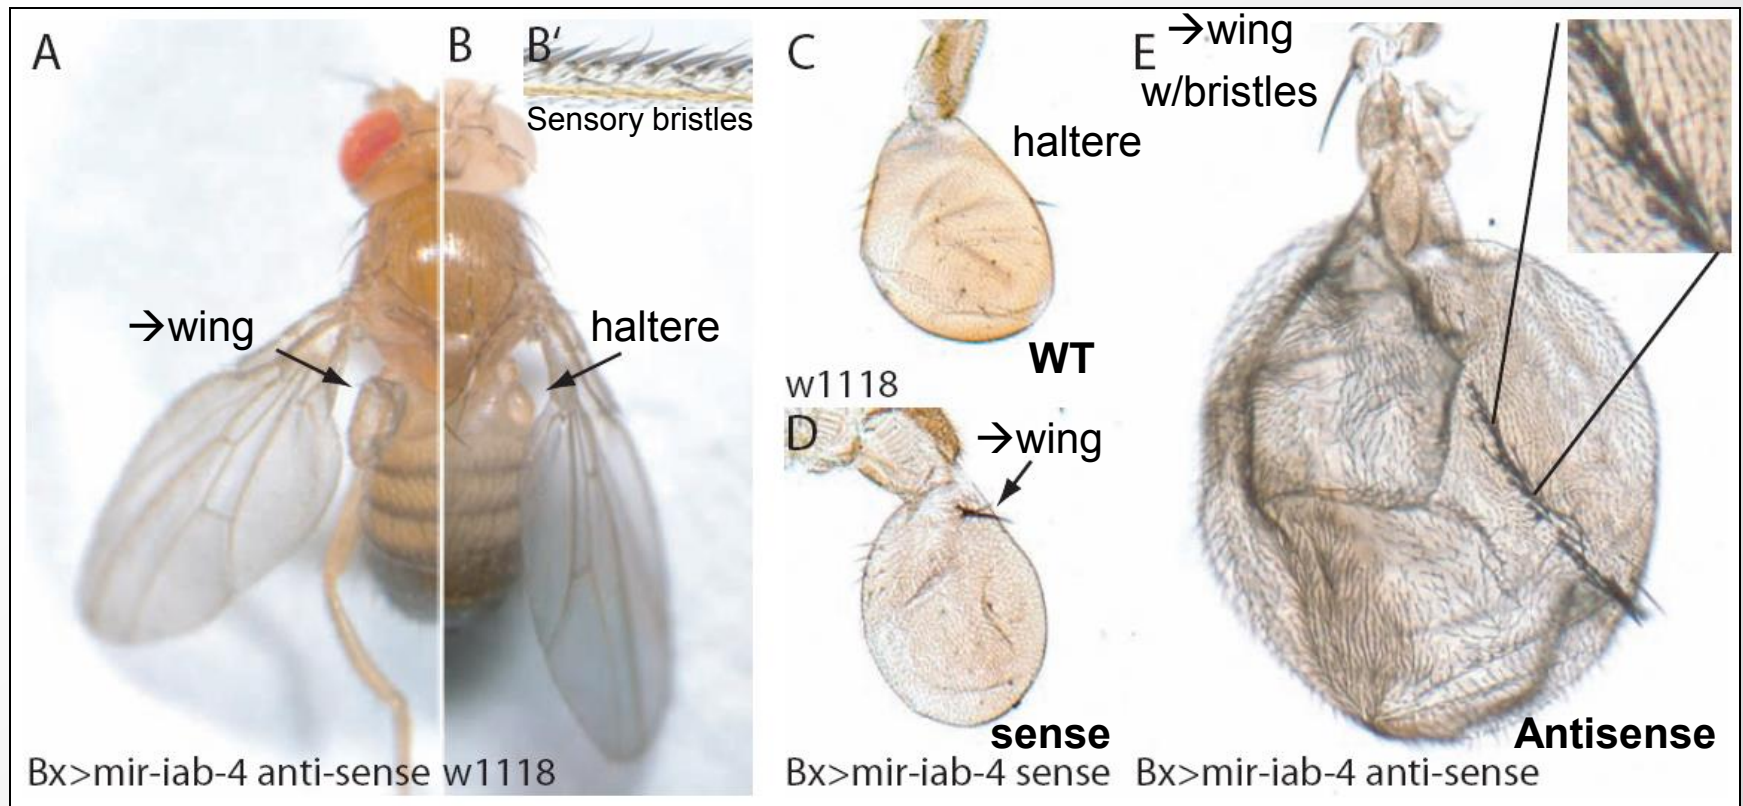 A
B
B'
Sensory bristles
→wing
haltere
Bx>mir-iab-4 anti-sense
w1118
C
haltere
WT
w1118
D
→wing
sense
Bx>mir-iab-4 sense
E
→wing
w/bristles
Antisense
Bx>mir-iab-4 anti-sense